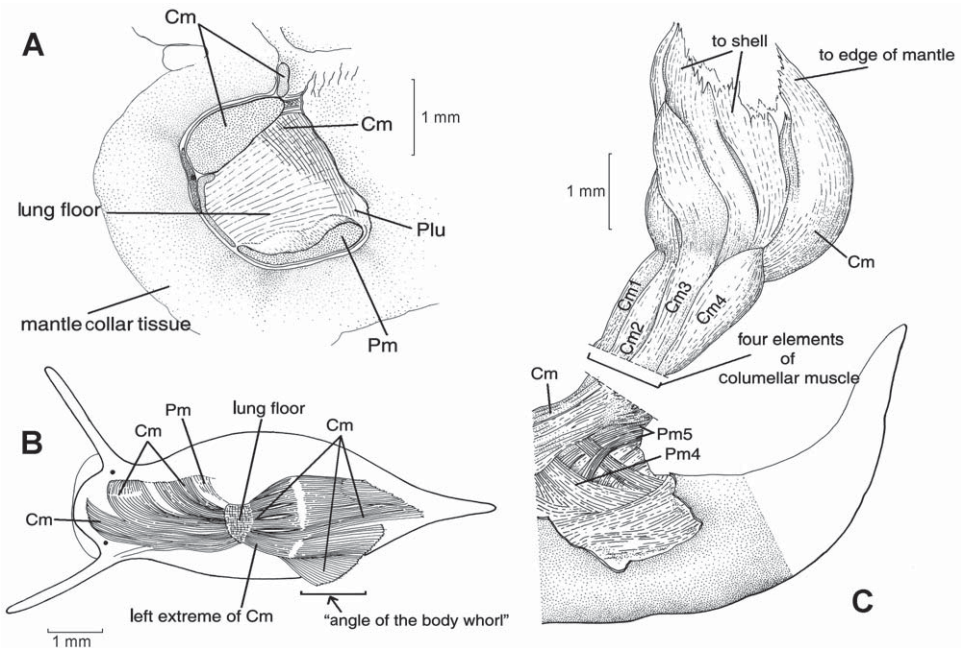 A
Cm
Cm
1 mm
lung floor
Plu
mantle collar tissue
Pm
to shell
to edge of mantle
1 mm
Cm
Cm1
Cm2
Cm3
Cm4
four elements
of
columellar muscle
Cm
Pm5
Pm4
C
B
Cm
Pm
lung floor
Cm
Cm
left extreme of Cm
"angle of the body whorl"
1 mm